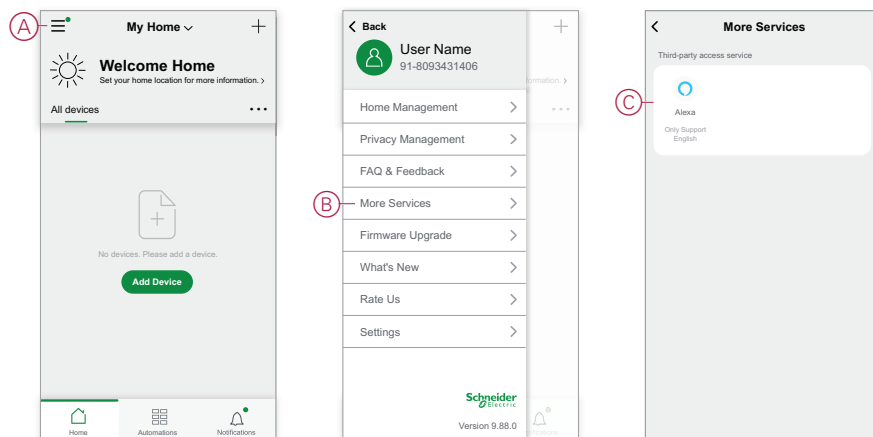 A
My Home
Welcome Home
Set your home location for more information. >
All devices
No devices. Please add a device.
Add Device
Home
Automations
Notifications
Back
User Name
91-8093431406
Home Management
Privacy Management
FAQ & Feedback
B
More Services
Firmware Upgrade
What's New
Rate Us
Settings
Schneider
Electric
Version 9.88.0
formation. >
More Services
Third-party access service
C
Alexa
Only Support
English